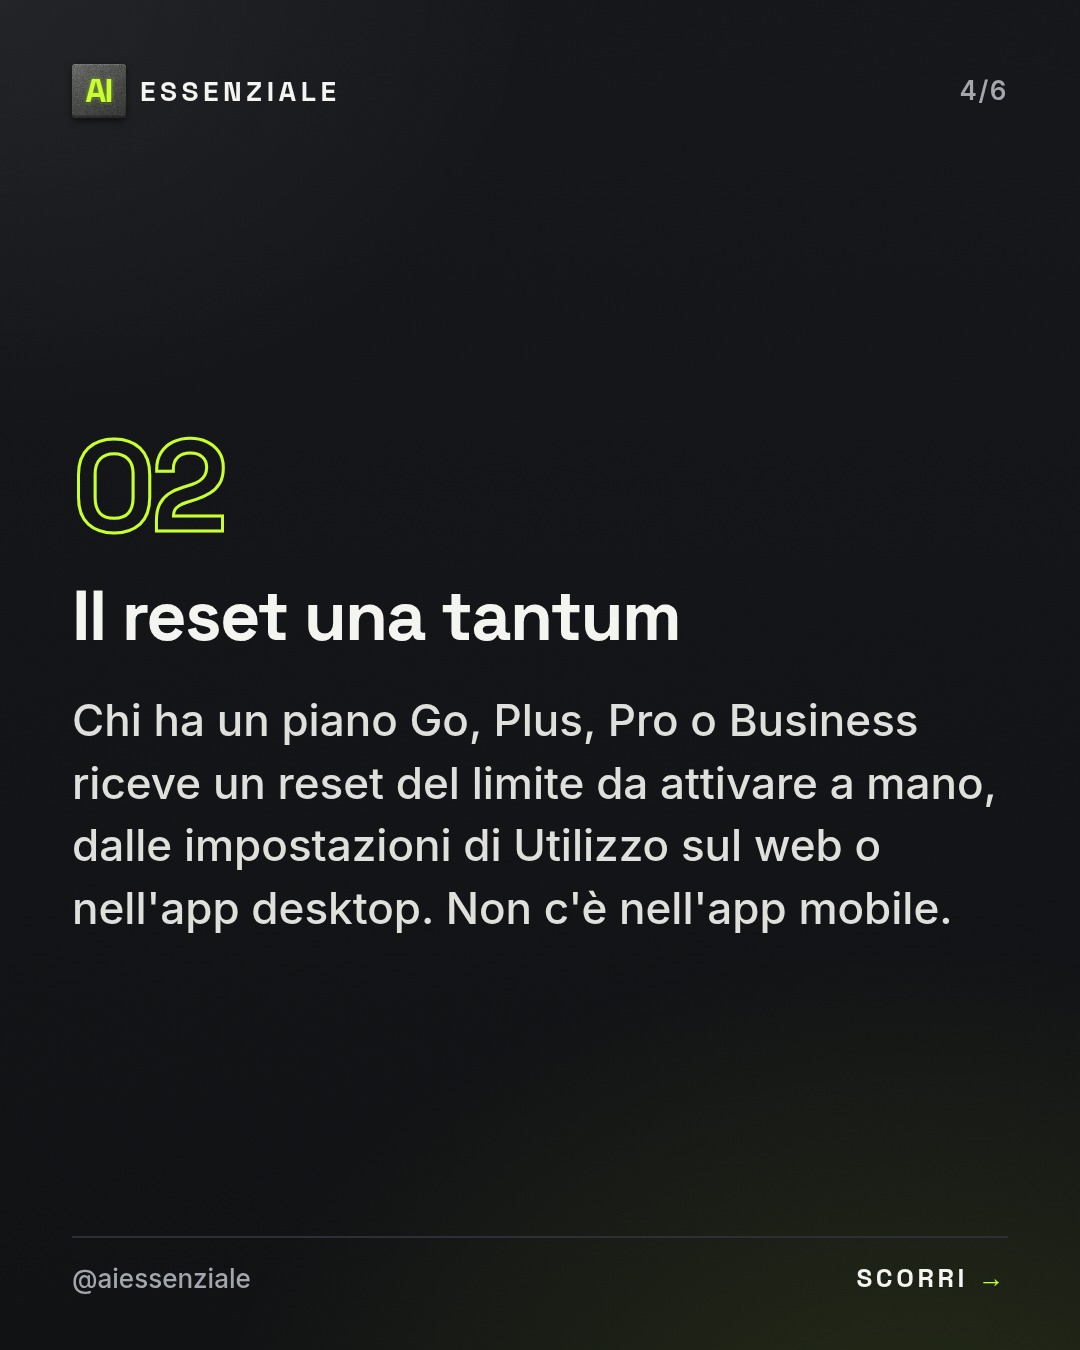 AI ESSENZIALE
4/6
02
Il reset una tantum
Chi ha un piano Go, Plus, Pro o Business
riceve un reset del limite da attivare a mano,
dalle impostazioni di Utilizzo sul web o
nell'app desktop. Non c'è nell'app mobile.
@aiessenziale
SCORRI →